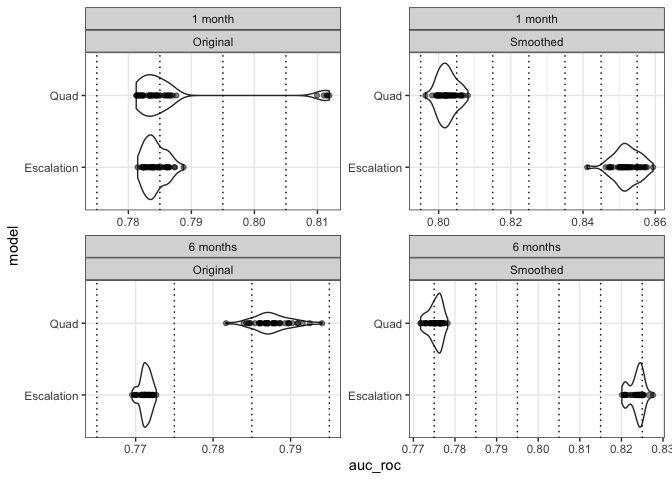 1 month
Original
Quad
Escalation
0.78 0.79 0.80 0.81
1 month
Smoothed
Quad
Escalation
0.80 0.82 0.84 0.86
6 months
Original
Quad
Escalation
0.77 0.78 0.79
6 months
Smoothed
Quad
Escalation
0.77 0.78 0.79 0.80 0.81 0.82 0.83
model
auc_roc